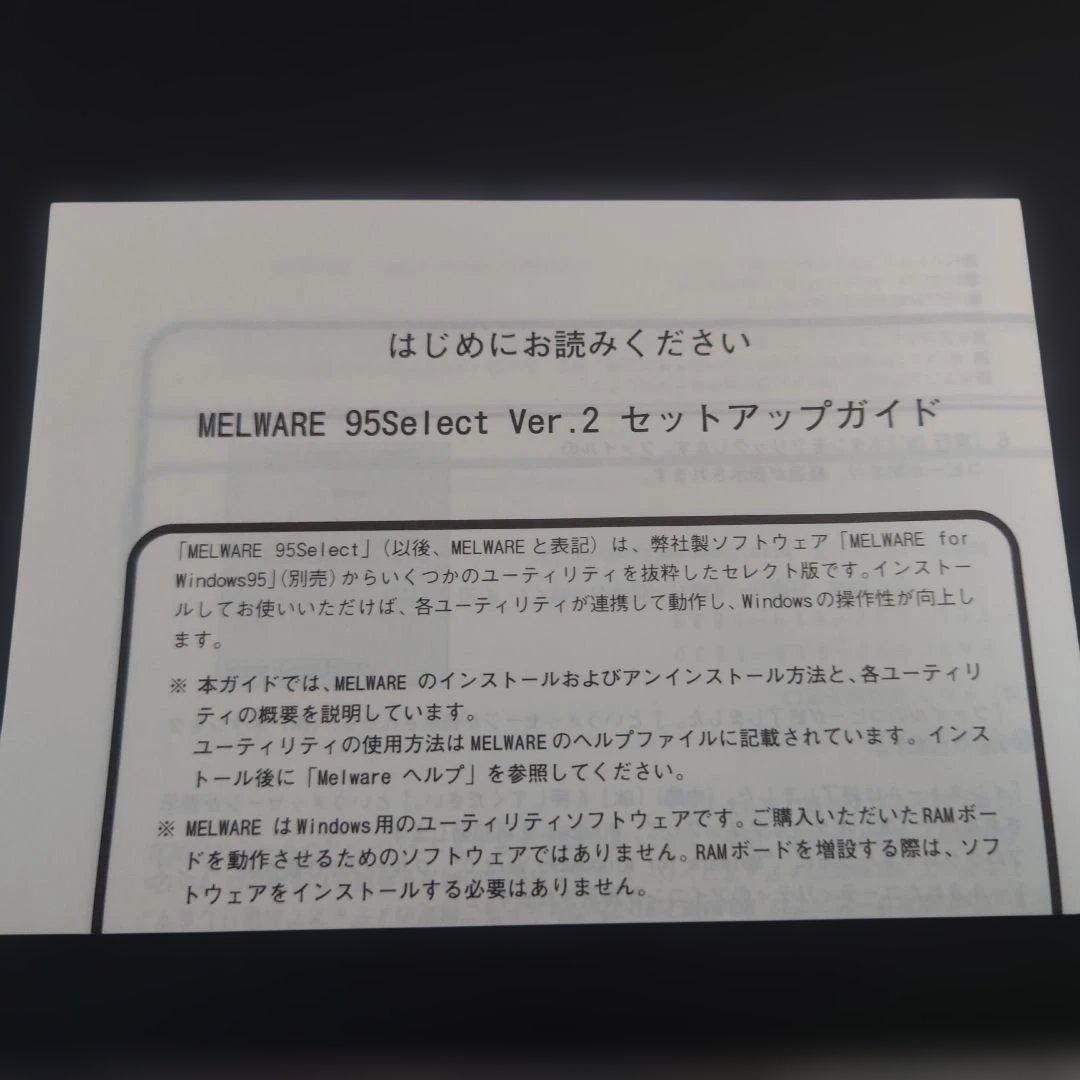 はじめにお読みください
MELWARE 95Select Ver.2 セットアップガイド
「MELWARE 95Select」(以後、MELWAREと表記)は、弊社製ソフトウェア「MELWARE for
Windows95」(別売)からいくつかのユーティリティを抜粋したセレクト版です。インストー
ルしてお使いいただけば、各ユーティリティが連携して動作し、Windowsの操作性が向上し
ます。
※ 本ガイドでは、MELWARE のインストールおよびアンインストール方法と、各ユーティリ
ティの概要を説明しています。
ユーティリティの使用方法はMELWAREのヘルプファイルに記載されています。インス
トール後に「Melware ヘルプ」を参照してください。
※ MELWARE はWindows用のユーティリティソフトウェアです。ご購入いただいたRAMボー
ドを動作させるためのソフトウェアではありません。RAMボードを増設する際は、ソフ
トウェアをインストールする必要はありません。